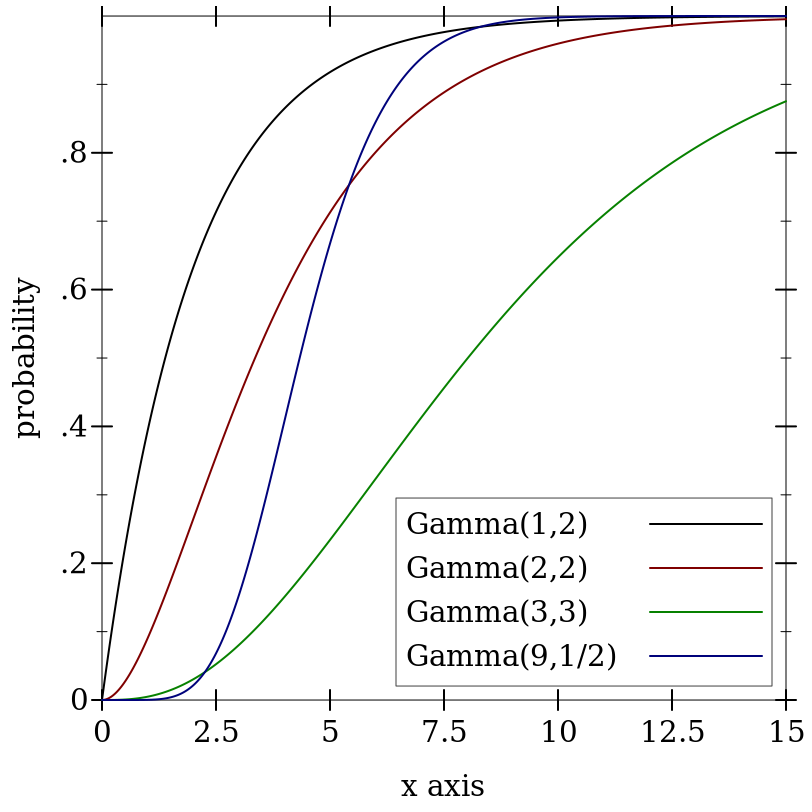 probability
.8
.6
.4
.2
0
0 2.5 5 7.5 10 12.5 15
x axis
Gamma(1,2)
Gamma(2,2)
Gamma(3,3)
Gamma(9,1/2)